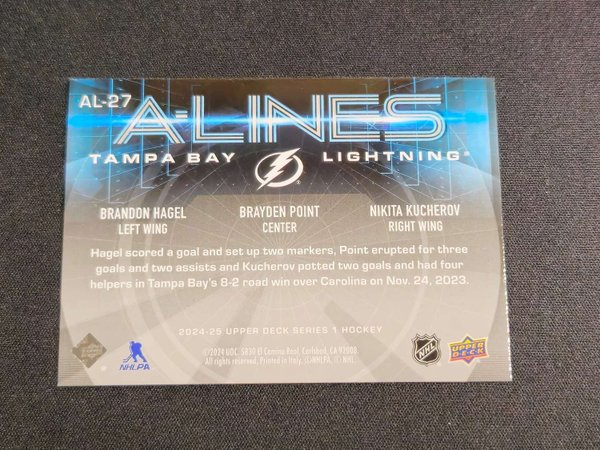 AL-27
A-LINES
TAMPA BAY LIGHTNING®
BRANDON HAGEL BRAYDEN POINT NIKITA KUCHEROV
LEFT WING CENTER RIGHT WING
Hagel scored a goal and set up two markers, Point erupted for three
goals and two assists and Kucherov potted two goals and had four
helpers in Tampa Bay's 8-2 road win over Carolina on Nov. 24, 2023.
2024-25 UPPER DECK SERIES 1 HOCKEY
©2024 UDC. 5830 El Camino Real, Carlsbad, CA 92008.
All rights reserved. Printed in Italy. ©NHLPA. © NHL.
NHLPA
NHL
UPPER
DECK